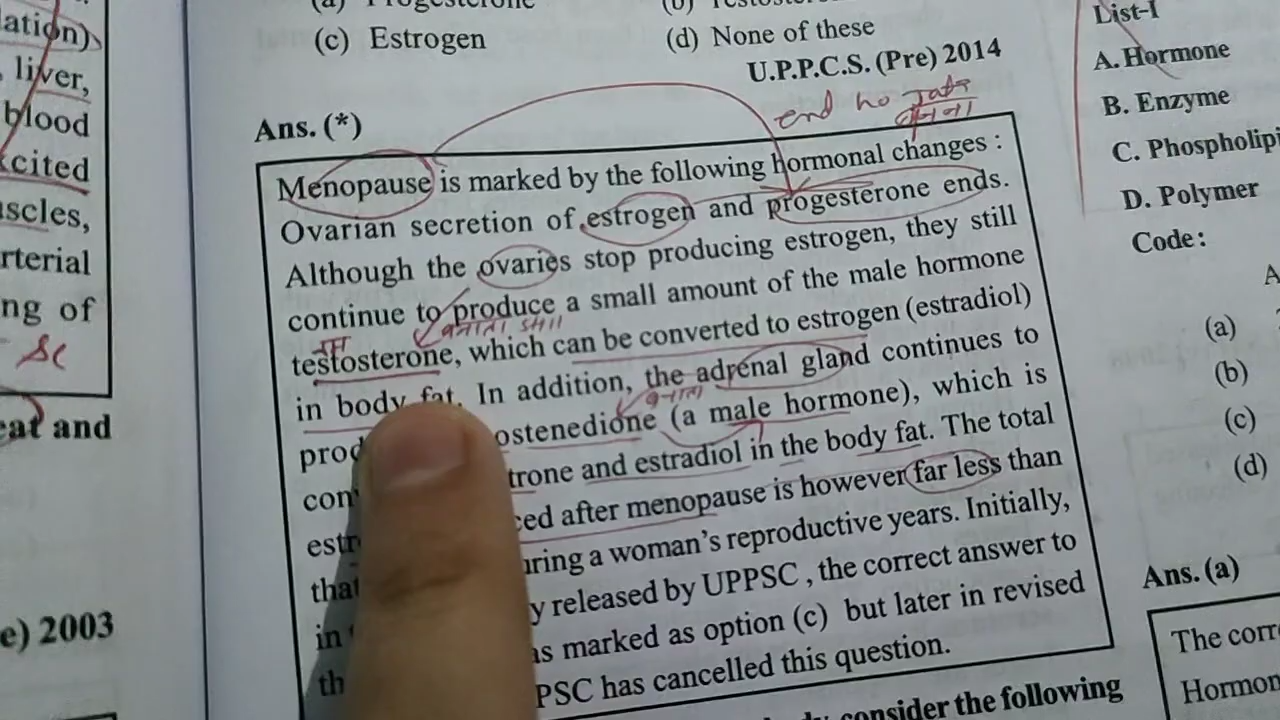 (c) Estrogen
(d) None of these
U.P.P.C.S. (Pre) 2014
Ans. (*)
end ho
Menopause is marked by the following hormonal changes :
Ovarian secretion of estrogen and progesterone ends.
Although the ovaries stop producing estrogen, they still
continue to produce a small amount of the male hormone
testosterone, which can be converted to estrogen (estradiol)
in body fat. In addition, the adrenal gland continues to
ostenedione (a male hormone), which is
trone and estradiol in the body fat. The total
after menopause is however far less than
a woman's reproductive years. Initially,
released by UPPSC, the correct answer to
marked as option (c) but later in revised
PSC has cancelled this question.
consider the following
lation)
liver,
blood
xcited
uscles,
rterial
ng of
SC
eat and
e) 2003
List-I
A. Hormone
B. Enzyme
C. Phospholipi
D. Polymer
Code:
A
(a)
(b)
(c)
(d)
Ans. (a)
The corr
Hormon